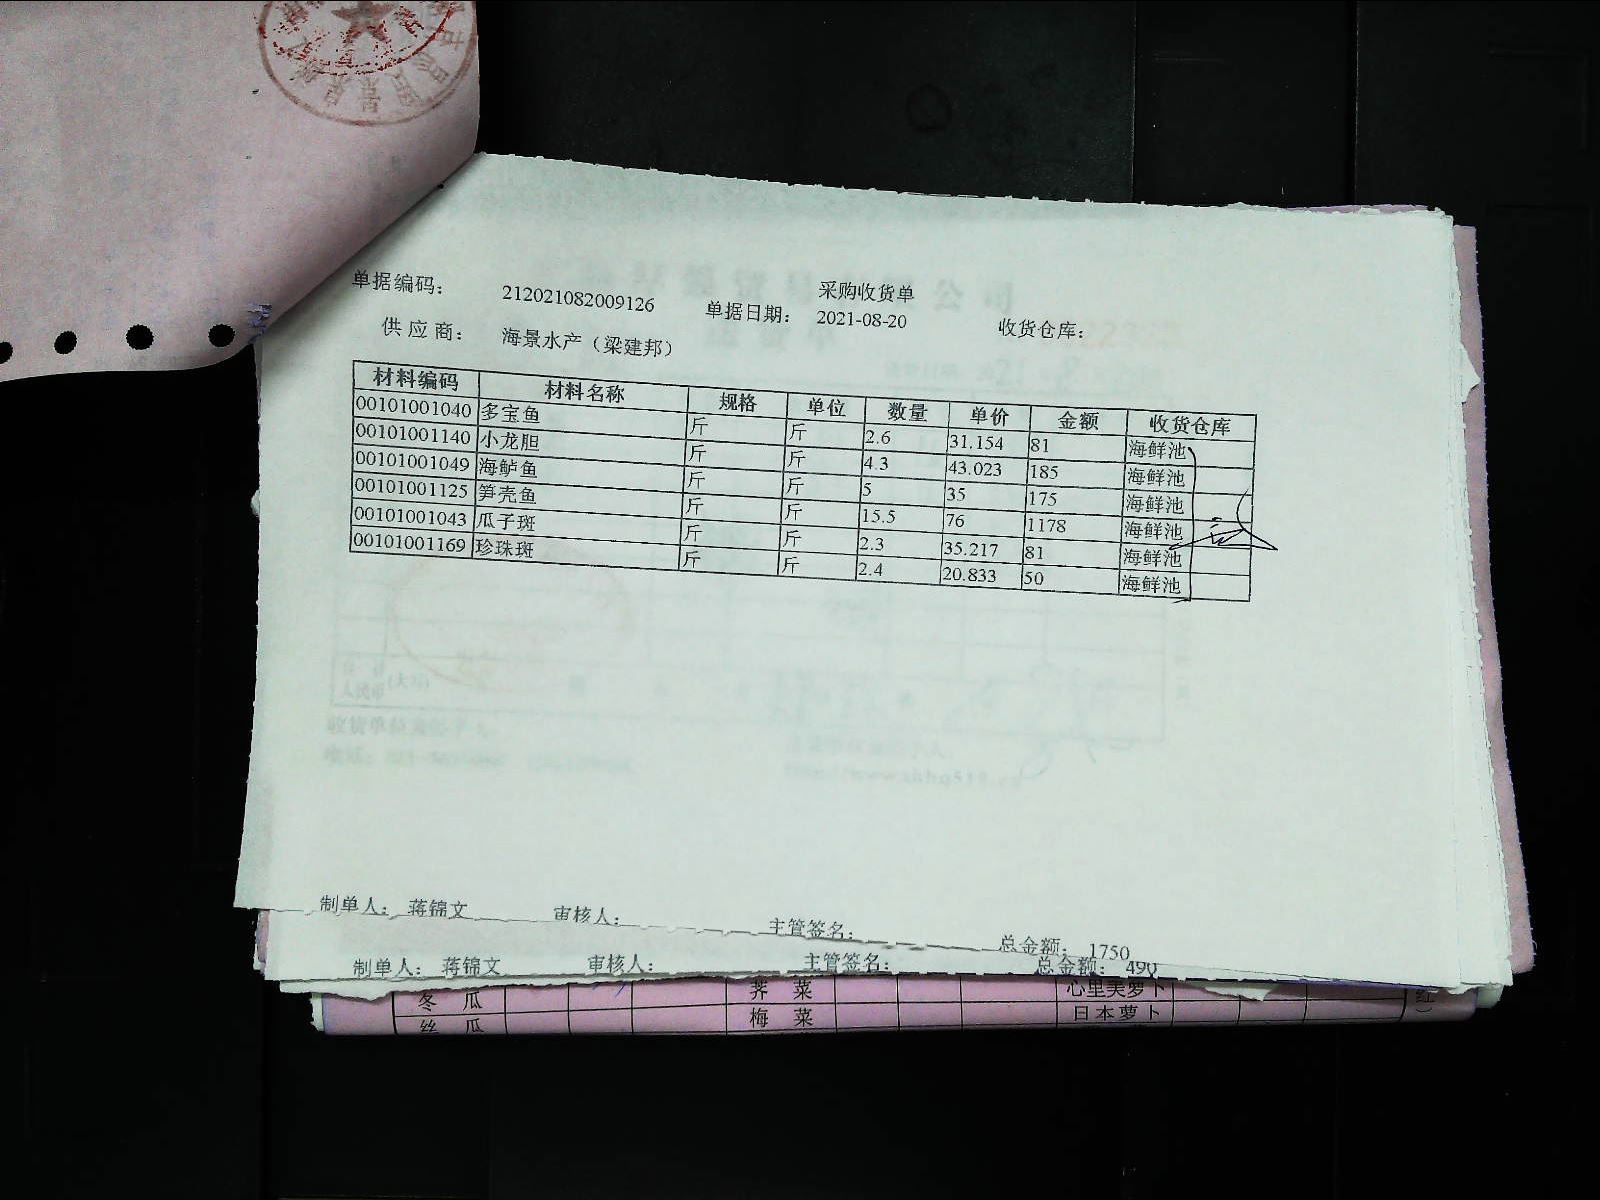 采购收货单
单据编码： 212021082009126 单据日期： 2021-08-20 收货仓库：
供应商： 海景水产（梁建邦）
材料编码 材料名称 规格 单位 数量 单价 金额 收货仓库
00101001040 多宝鱼 斤 斤 2.6 31.154 81 海鲜池
00101001140 小龙胆 斤 斤 4.3 43.023 185 海鲜池
00101001049 海鲈鱼 斤 斤 5 35 175 海鲜池
00101001125 笋壳鱼 斤 斤 15.5 76 1178 海鲜池
00101001043 瓜子斑 斤 斤 2.3 35.217 81 海鲜池
00101001169 珍珠斑 斤 斤 2.4 20.833 50 海鲜池
制单人： 蒋锦文 审核人： 主管签名： 总金额： 1750
制单人： 蒋锦文 审核人： 主管签名： 总金额： 490
冬瓜 荠菜 心里美萝卜
丝瓜 梅菜 日本萝卜